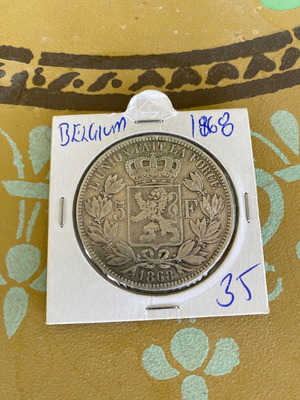 BELGIUM 1868
L'UNION FAIT LA FORCE
5 F
1868
35